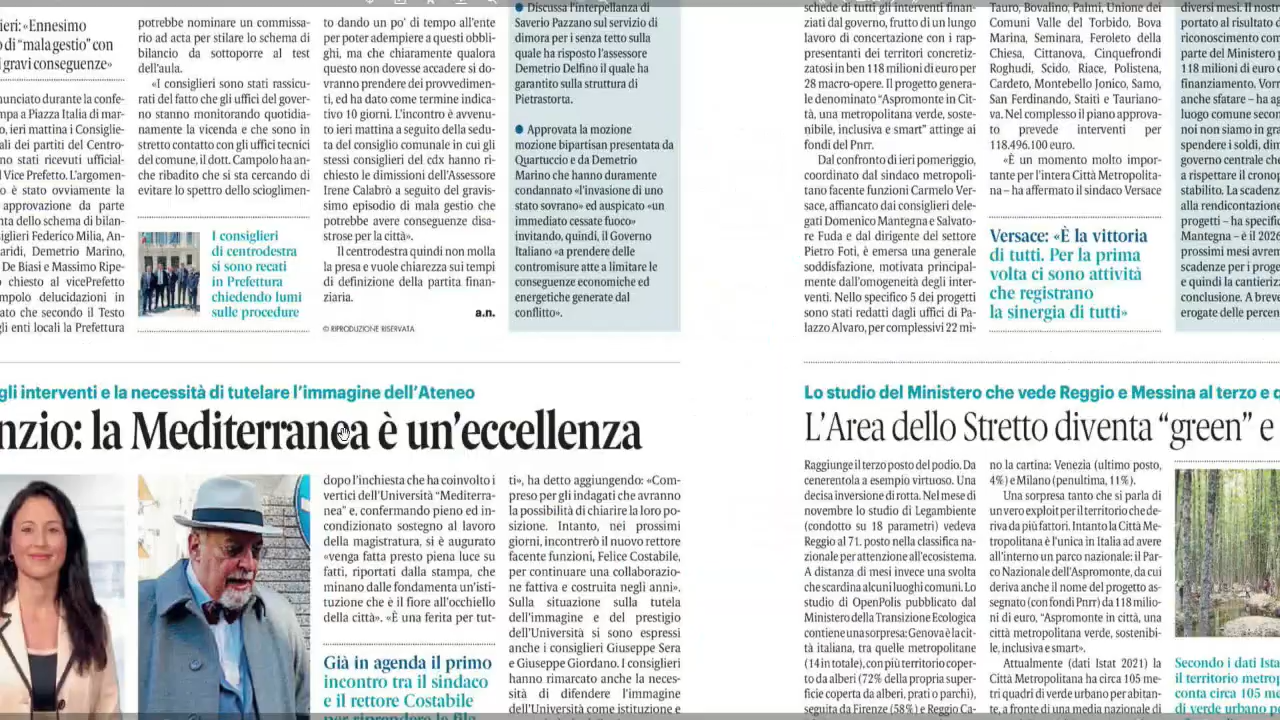 ieri: «Ennesimo
o di “mala gestio” con
i gravi conseguenze»
nunciato durante la confe-
mpa a Piazza Italia di mar-
o, ieri mattina i Consiglie-
ali dei partiti del Centro-
no stati ricevuti ufficial-
l Vice Prefetto. L'argomen-
o è stato ovviamente la
approvazione da parte
nta dello schema di bilan-
siglieri Federico Milia, An-
aridi, Demetrio Marino,
De Biasi e Massimo Ripe-
o chiesto al vicePrefetto
mpolo delucidazioni in
ato che secondo il Testo
gli enti locali la Prefettura
potrebbe nominare un commissa-
rio ad acta per stilare lo schema di
bilancio da sottoporre al test
dell'aula.
«I consiglieri sono stati rassicu-
rati del fatto che gli uffici del gover-
no stanno monitorando quotidia-
namente la vicenda e che sono in
stretto contatto con gli uffici tecnici
del comune, il dott. Campolo ha an-
che ribadito che si sta cercando di
evitare lo spettro dello scioglimen-
I consiglieri
di centrodestra
si sono recati
in Prefettura
chiedendo lumi
sulle procedure
to dando un po' di tempo all'ente
per poter adempiere a questi obbli-
ghi, ma che chiaramente qualora
questo non dovesse accadere si do-
vranno prendere dei provvedimen-
ti, ed ha dato come termine indica-
tivo 10 giorni. L'incontro è avvenu-
to ieri mattina a seguito della sedu-
ta del consiglio comunale in cui gli
stessi consiglieri del cdx hanno ri-
chiesto le dimissioni dell'Assessore
Irene Calabrò a seguito del gravis-
simo episodio di mala gestio che
potrebbe avere conseguenze disa-
strose per la città».
Il centrodestra quindi non molla
la presa e vuole chiarezza sui tempi
di definizione della partita finan-
ziaria.
a.n.
© RIPRODUZIONE RISERVATA
● Discussa l'interpellanza di
Saverio Pazzano sul servizio di
dimora per i senza tetto sulla
quale ha risposto l'assessore
Demetrio Delfino il quale ha
garantito sulla struttura di
Pietrastorta.
● Approvata la mozione
mozione bipartisan presentata da
Quartuccio e da Demetrio
Marino che hanno duramente
condannato «l'invasione di uno
stato sovrano» ed auspicato «un
immediato cessate fuoco»
invitando, quindi, il Governo
Italiano «a prendere delle
contromisure atte a limitare le
conseguenze economiche ed
energetiche generate dal
conflitto».
schede di tutti gli interventi finan-
ziati dal governo, frutto di un lungo
lavoro di concertazione con i rap-
presentanti dei territori concretiz-
zatosi in ben 118 milioni di euro per
28 macro-opere. Il progetto genera-
le denominato “Aspromonte in Cit-
tà, una metropolitana verde, soste-
nibile, inclusiva e smart” attinge ai
fondi del Pnrr.
Dal confronto di ieri pomeriggio,
coordinato dal sindaco metropoli-
tano facente funzioni Carmelo Ver-
sace, affiancato dai consiglieri dele-
gati Domenico Mantegna e Salvato-
re Fuda e dal dirigente del settore
Pietro Foti, è emersa una generale
soddisfazione, motivata principal-
mente dall'omogeneità degli inter-
venti. Nello specifico 5 dei progetti
sono stati redatti dagli uffici di Pa-
lazzo Alvaro, per complessivi 22 mi-
Tauro, Bovalino, Palmi, Unione dei
Comuni Valle del Torbido, Bova
Marina, Seminara, Feroleto della
Chiesa, Cittanova, Cinquefrondi
Roghudi, Scido, Riace, Polistena,
Cardeto, Montebello Jonico, Samo,
San Ferdinando, Staiti e Tauriano-
va. Nel complesso il piano approva-
to prevede interventi per
118.496.100 euro.
«È un momento molto impor-
tante per l'intera Città Metropolita-
na – ha affermato il sindaco Versace
Versace: «È la vittoria
di tutti. Per la prima
volta ci sono attività
che registrano
la sinergia di tutti»
diversi mesi. Il nostr
portato al risultato d
riconoscimento com
parte del Ministero p
118 milioni di euro d
finanziamento. Vorr
anche sfatare – ha ag
luogo comune secon
noi non siamo in gra
spendere i soldi, dim
governo centrale che
a rispettare il cronop
stabilito. La scadenz
alla rendicontazione
progetti – ha specific
Mantegna – è il 2026
prossimi mesi avrem
scadenze per i proge
e quindi la cantierizz
conclusione. A breve
erogate delle percen
gli interventi e la necessità di tutelare l'immagine dell'Ateneo
nzio: la Mediterranea è un'eccellenza
dopo l'inchiesta che ha coinvolto i
vertici dell'Università “Mediterra-
nea” e, confermando pieno ed in-
condizionato sostegno al lavoro
della magistratura, si è augurato
«venga fatta presto piena luce su
fatti, riportati dalla stampa, che
minano dalle fondamenta un'isti-
tuzione che è il fiore all'occhiello
della città». «È una ferita per tut-
Già in agenda il primo
incontro tra il sindaco
e il rettore Costabile
per riprendere le fila
ti», ha detto aggiungendo: «Com-
preso per gli indagati che avranno
la possibilità di chiarire la loro po-
sizione. Intanto, nei prossimi
giorni, incontrerò il nuovo rettore
facente funzioni, Felice Costabile,
per continuare una collaborazio-
ne fattiva e costruita negli anni».
Sulla situazione sulla tutela
dell'immagine e del prestigio
dell'Università si sono espressi
anche i consiglieri Giuseppe Sera
e Giuseppe Giordano. I consiglieri
hanno rimarcato anche la necessi-
sità di difendere l'immagine
dell'Università come istituzione e
Lo studio del Ministero che vede Reggio e Messina al terzo e q
L'Area dello Stretto diventa “green” e
Raggiunge il terzo posto del podio. Da
cenerentola a esempio virtuoso. Una
decisa inversione di rotta. Nel mese di
novembre lo studio di Legambiente
(condotto su 18 parametri) vedeva
Reggio al 71. posto nella classifica na-
zionale per attenzione all'ecosistema.
A distanza di mesi invece una svolta
che scardina alcuni luoghi comuni. Lo
studio di OpenPolis pubblicato dal
Ministero della Transizione Ecologica
contiene una sorpresa: Genova è la cit-
tà italiana, tra quelle metropolitane
(14 in totale), con più territorio coper-
to da alberi (72% della propria super-
ficie coperta da alberi, prati o parchi),
seguita da Firenze (58%) e Reggio Ca-
no la cartina: Venezia (ultimo posto,
4%) e Milano (penultima, 11%).
Una sorpresa tanto che si parla di
un vero exploit per il territorio che de-
riva da più fattori. Intanto la Città Me-
tropolitana è l'unica in Italia ad avere
all'interno un parco nazionale: il Par-
co Nazionale dell'Aspromonte, da cui
deriva anche il nome del progetto as-
segnato (con fondi Pnrr) da 118 milio-
ni di euro, “Aspromonte in città, una
città metropolitana verde, sostenibi-
le, inclusiva e smart».
Attualmente (dati Istat 2021) la
Città Metropolitana ha circa 105 me-
tri quadri di verde urbano per abitan-
te, a fronte di una media nazionale di
Secondo i dati Ista
il territorio metrop
conta circa 105 me
di verde urbano pe